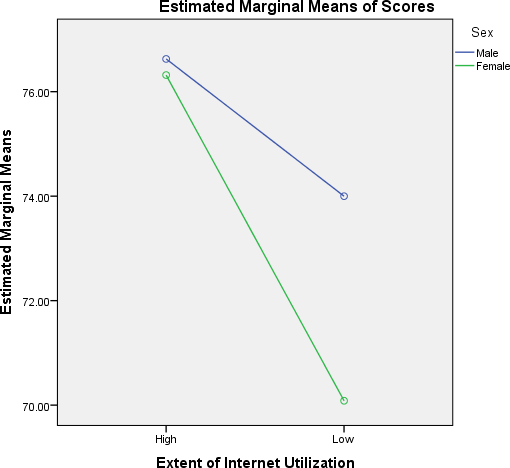 Estimated Marginal Means of Scores
Sex
Male
Female
Estimated Marginal Means
76.00
74.00
72.00
70.00
High
Low
Extent of Internet Utilization